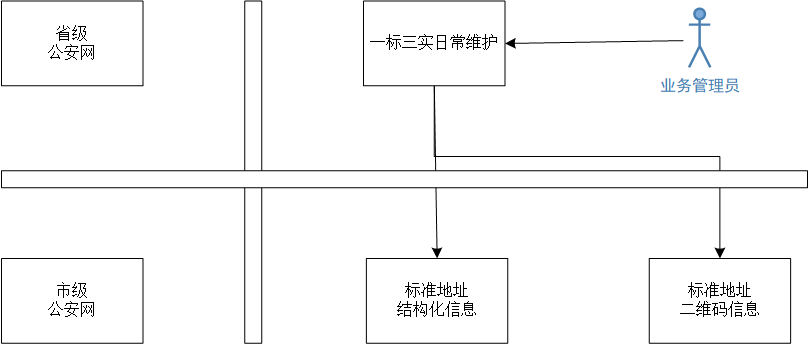 省级
公安网
一标三实日常维护
业务管理员
市级
公安网
标准地址
结构化信息
标准地址
二维码信息